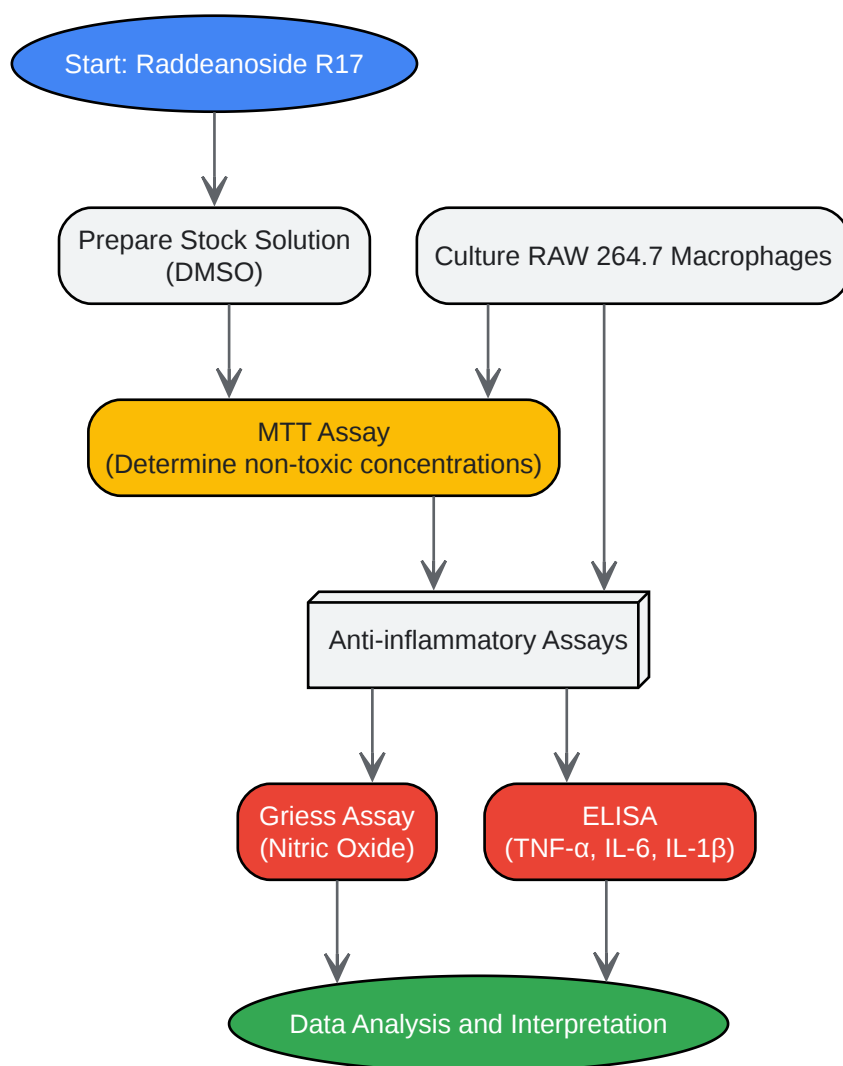 Start: Raddeanoside R17
Prepare Stock Solution
(DMSO)
Culture RAW 264.7 Macrophages
MTT Assay
(Determine non-toxic concentrations)
Anti-inflammatory Assays
Griess Assay
(Nitric Oxide)
ELISA
(TNF-α, IL-6, IL-1β)
Data Analysis and Interpretation